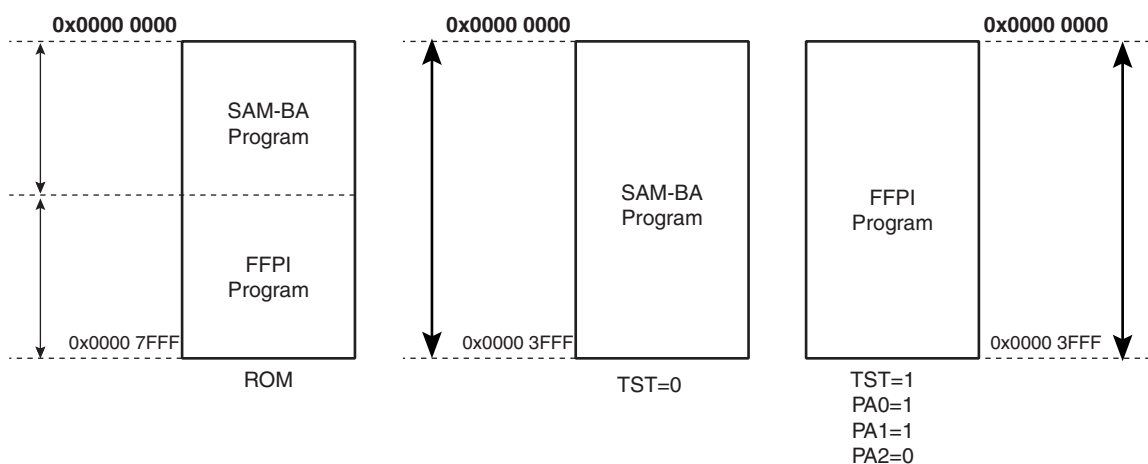 0x0000 0000
SAM-BA
Program
FFPI
Program
0x0000 7FFF
ROM
0x0000 0000
SAM-BA
Program
0x0000 3FFF
TST=0
0x0000 0000
FFPI
Program
0x0000 3FFF
TST=1
PA0=1
PA1=1
PA2=0